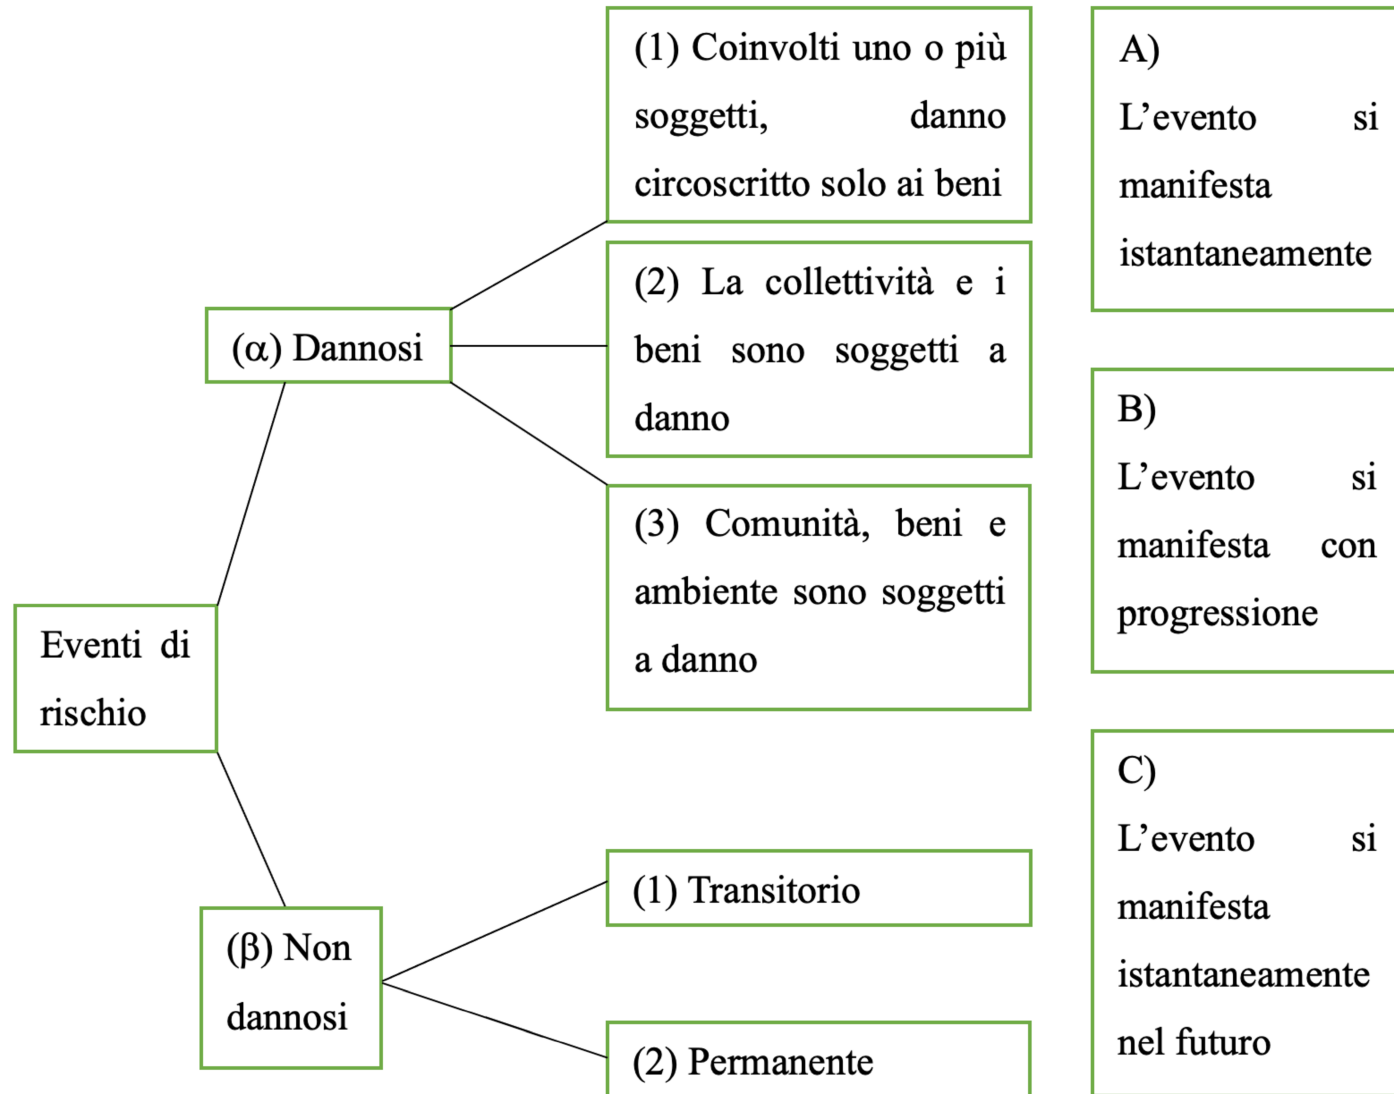 Eventi di
rischio
(α) Dannosi
(1) Coinvolti uno o più
soggetti, danno
circoscritto solo ai beni
(2) La collettività e i
beni sono soggetti a
danno
(3) Comunità, beni e
ambiente sono soggetti
a danno
(β) Non
dannosi
(1) Transitorio
(2) Permanente
A)
L’evento si
manifesta
istantaneamente
B)
L’evento si
manifesta con
progressione
C)
L’evento si
manifesta
istantaneamente
nel futuro